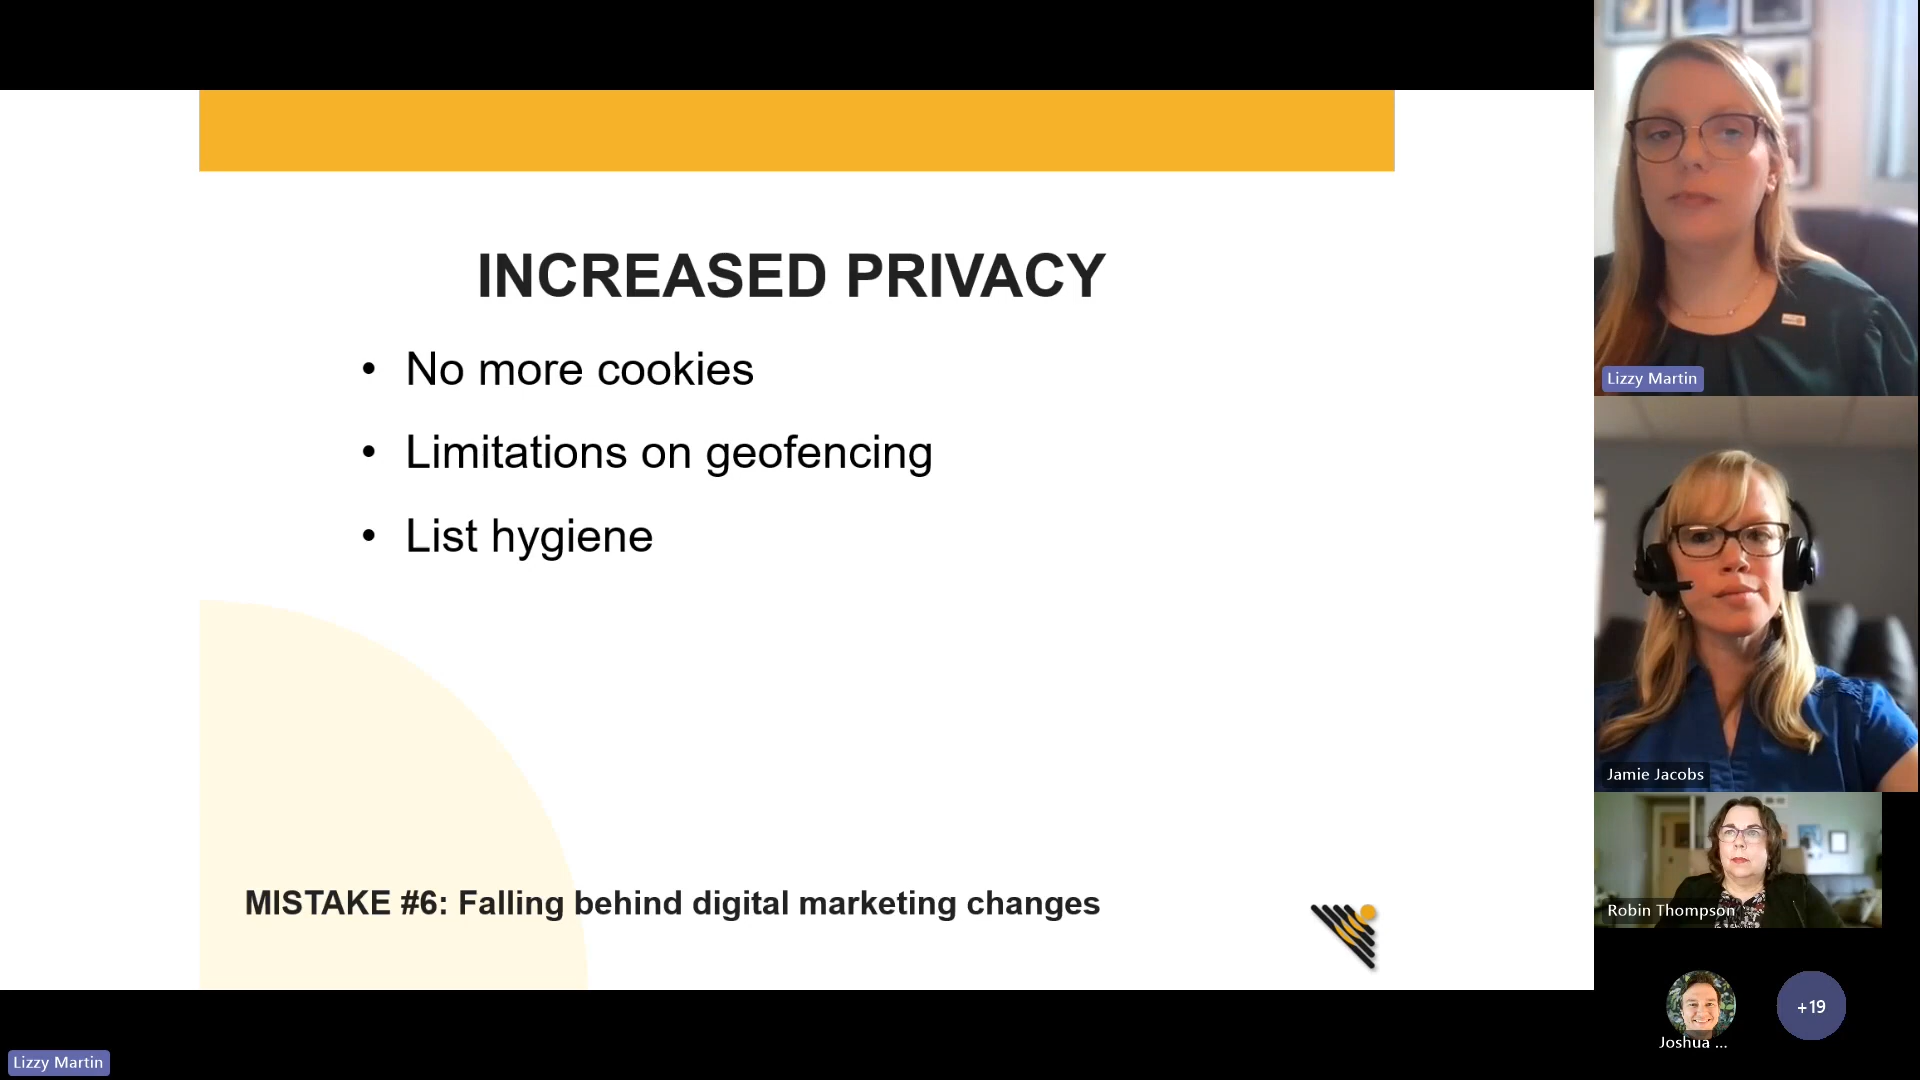 INCREASED PRIVACY
• No more cookies
• Limitations on geofencing
• List hygiene
MISTAKE #6: Falling behind digital marketing changes
Lizzy Martin
Jamie Jacobs
Robin Thompson
Joshua ...
+19
Lizzy Martin